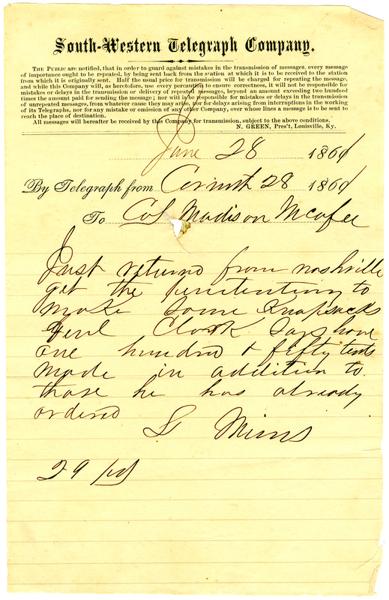 South-Western Telegraph Company.
THE PUBLIC are notified, that in order to guard against mistakes in the transmission of messages, every message
of importance ought to be repeated, by being sent back from the station at which it is to be received to the station
from which it is originally sent. Half the usual price for transmission will be charged for repeating the message,
and while this Company will, as heretofore, use every precaution to ensure correctness, it will not be responsible for
mistakes or delays in the transmission or delivery of repeated messages, beyond an amount exceeding two hundred
times the amount paid for sending the message; nor will it be responsible for mistakes or delays in the transmission
of unrepeated messages, from whatever cause they may arise, nor for delays arising from interruptions in the working
of its Telegraphs, nor for any mistake or omission of any other Company, over whose lines a message is to be sent to
reach the place of destination.
All messages will hereafter be received by this Company for transmission, subject to the above conditions.
N. GREEN, Pres't, Louisville, Ky.
June 28 1861
By Telegraph from Corinth 28 1861
To Col Madison Mcafee
Just returned from nashville
get the penitentiary to
make some Knapsacks
Genl Clark says have
one hundred & fifty tents
made in addition to
those he has already
ordered
L Mims
29 pd